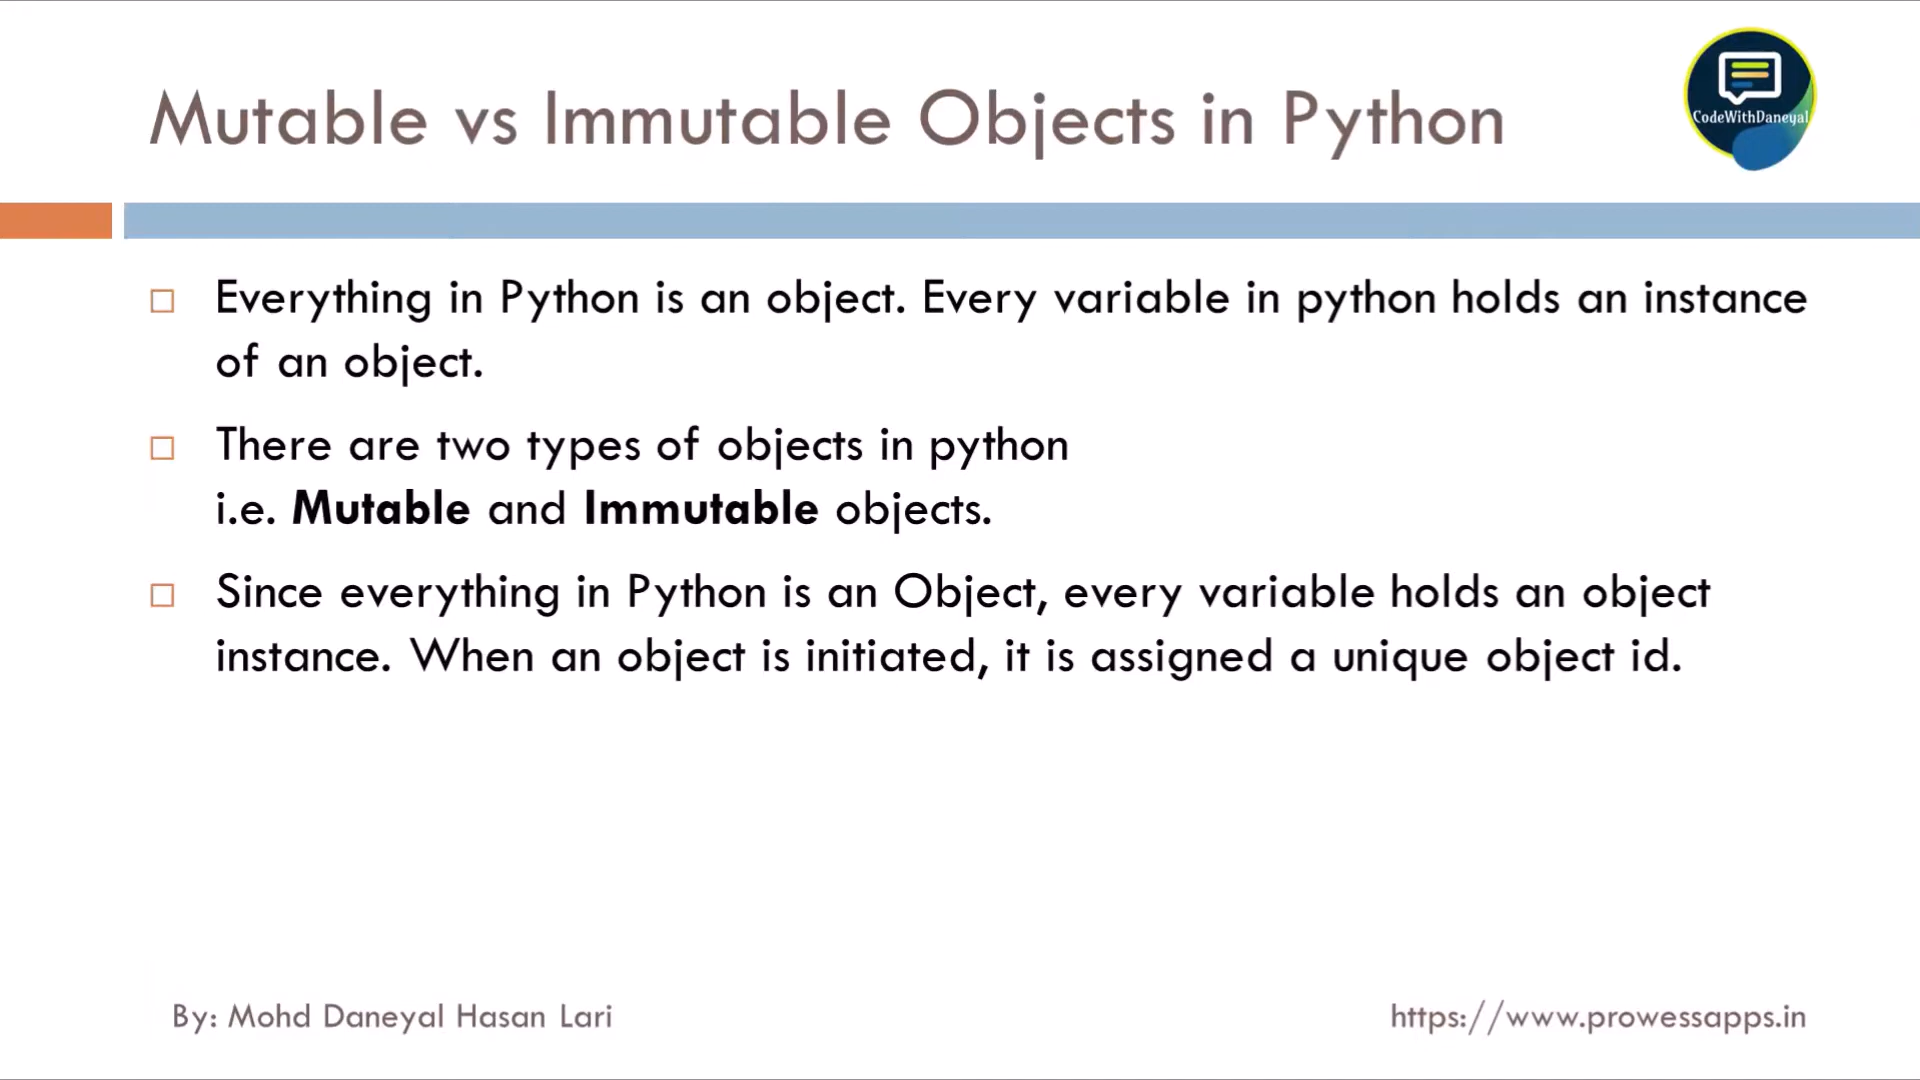 Mutable vs Immutable Objects in Python
CodeWithDaneyal
Everything in Python is an object. Every variable in python holds an instance
of an object.
There are two types of objects in python
i.e. Mutable and Immutable objects.
Since everything in Python is an Object, every variable holds an object
instance. When an object is initiated, it is assigned a unique object id.
By: Mohd Daneyal Hasan Lari
https://www.prowessapps.in